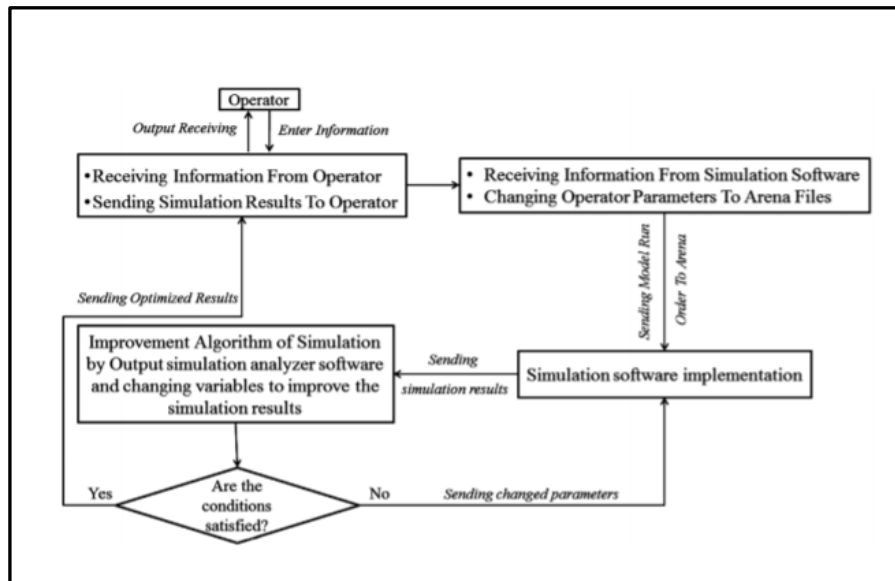 Operator
Output Receiving
Enter Information
•Receiving Information From Operator
•Sending Simulation Results To Operator
• Receiving Information From Simulation Software
• Changing Operator Parameters To Arena Files
Sending Model Run
Order To Arena
Sending Optimized Results
Improvement Algorithm of Simulation
by Output simulation analyzer software
and changing variables to improve the
simulation results
Sending
simulation results
Simulation software implementation
Yes
Are the
conditions
satisfied?
No
Sending changed parameters